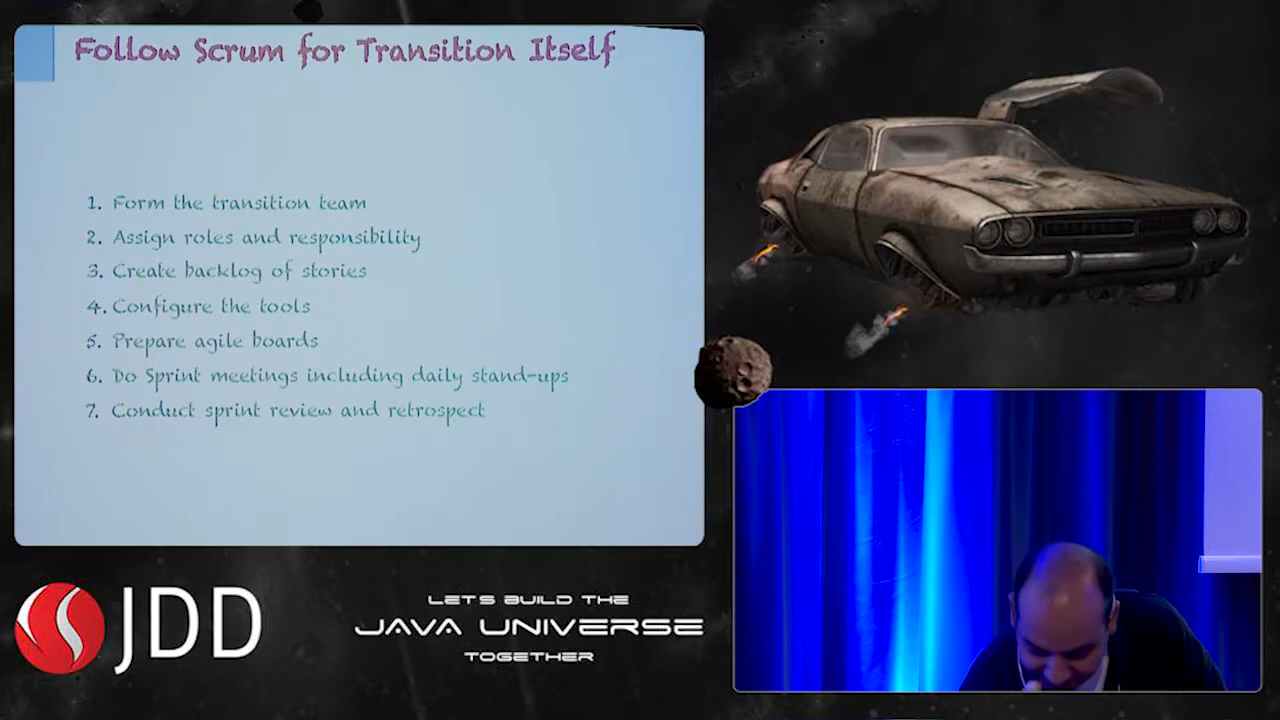 Follow Scrum for Transition Itself
1. Form the transition team
2. Assign roles and responsibility
3. Create backlog of stories
4. Configure the tools
5. Prepare agile boards
6. Do Sprint meetings including daily stand-ups
7. Conduct sprint review and retrospect
JDD
LETS BUILD THE
JAVA UNIVERSE
TOGETHER